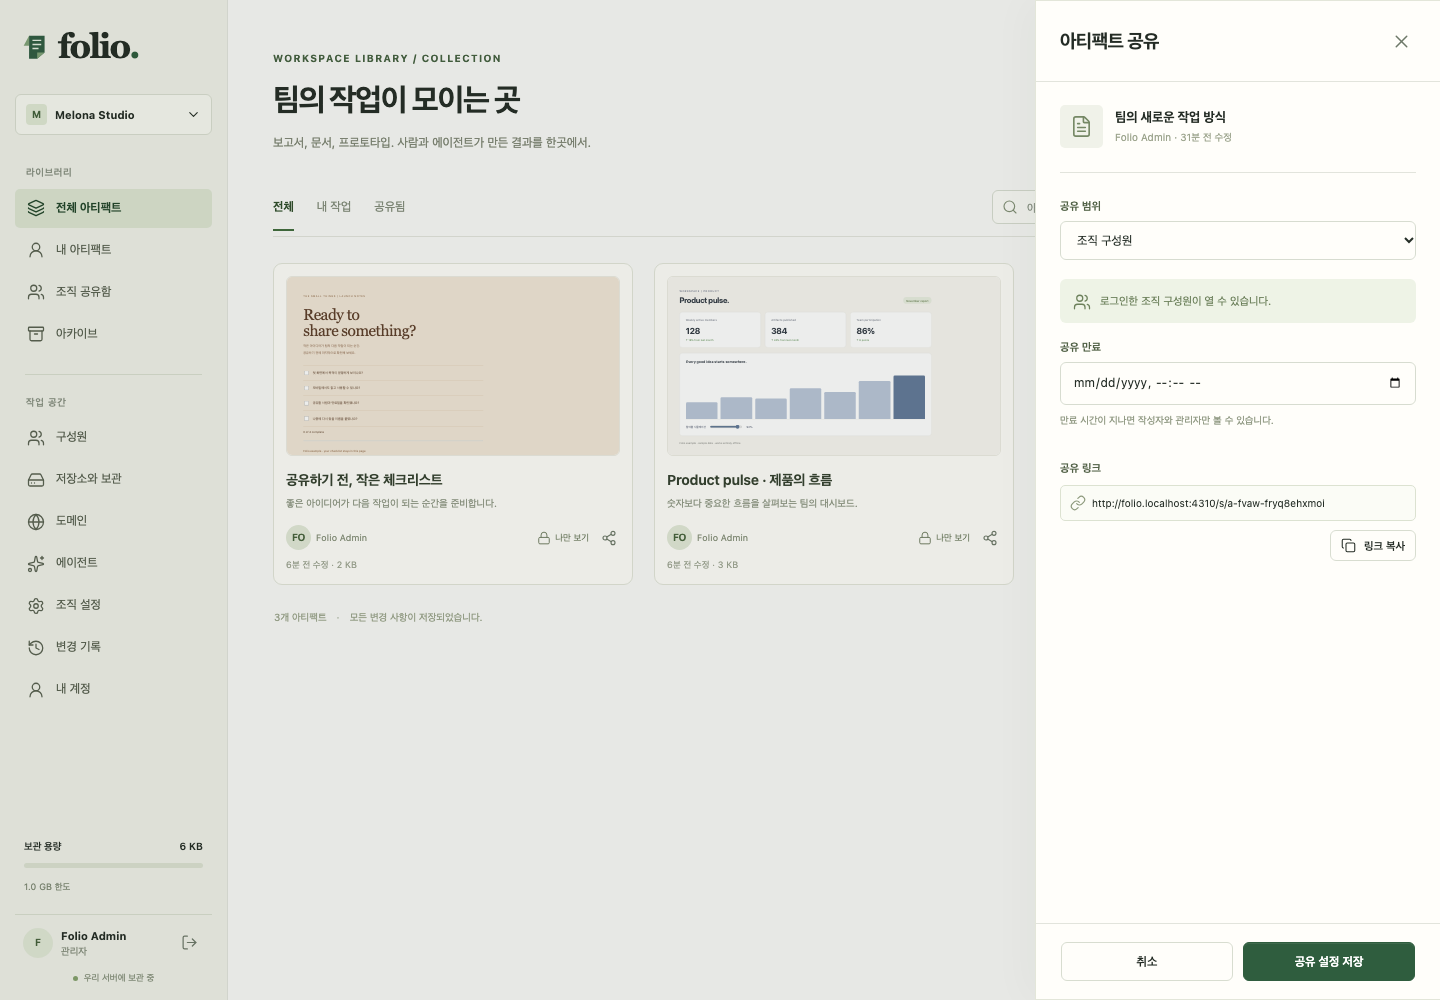 folio.
M Melona Studio
라이브러리
전체 아티팩트
내 아티팩트
조직 공유함
아카이브
작업 공간
구성원
저장소와 보관
도메인
에이전트
조직 설정
변경 기록
내 계정
보관 용량 6 KB
1.0 GB 한도
F Folio Admin
관리자
우리 서버에 보관 중
WORKSPACE LIBRARY / COLLECTION
팀의 작업이 모이는 곳
보고서, 문서, 프로토타입. 사람과 에이전트가 만든 결과를 한곳에서.
전체 내 작업 공유됨
Ready to
share something?
공유하기 전, 작은 체크리스트
좋은 아이디어가 다음 작업이 되는 순간을 준비합니다.
FO Folio Admin 나만 보기
6분 전 수정 · 2 KB
Product pulse.
128 384 86%
Every good idea starts somewhere.
Product pulse · 제품의 흐름
숫자보다 중요한 흐름을 살펴보는 팀의 대시보드.
FO Folio Admin 나만 보기
6분 전 수정 · 3 KB
3개 아티팩트 · 모든 변경 사항이 저장되었습니다.
아티팩트 공유
팀의 새로운 작업 방식
Folio Admin · 31분 전 수정
공유 범위
조직 구성원
로그인한 조직 구성원이 열 수 있습니다.
공유 만료
mm/dd/yyyy, --:-- --
만료 시간이 지나면 작성자와 관리자만 볼 수 있습니다.
공유 링크
http://folio.localhost:4310/s/a-fvaw-fryq8ehxmoi
링크 복사
취소 공유 설정 저장